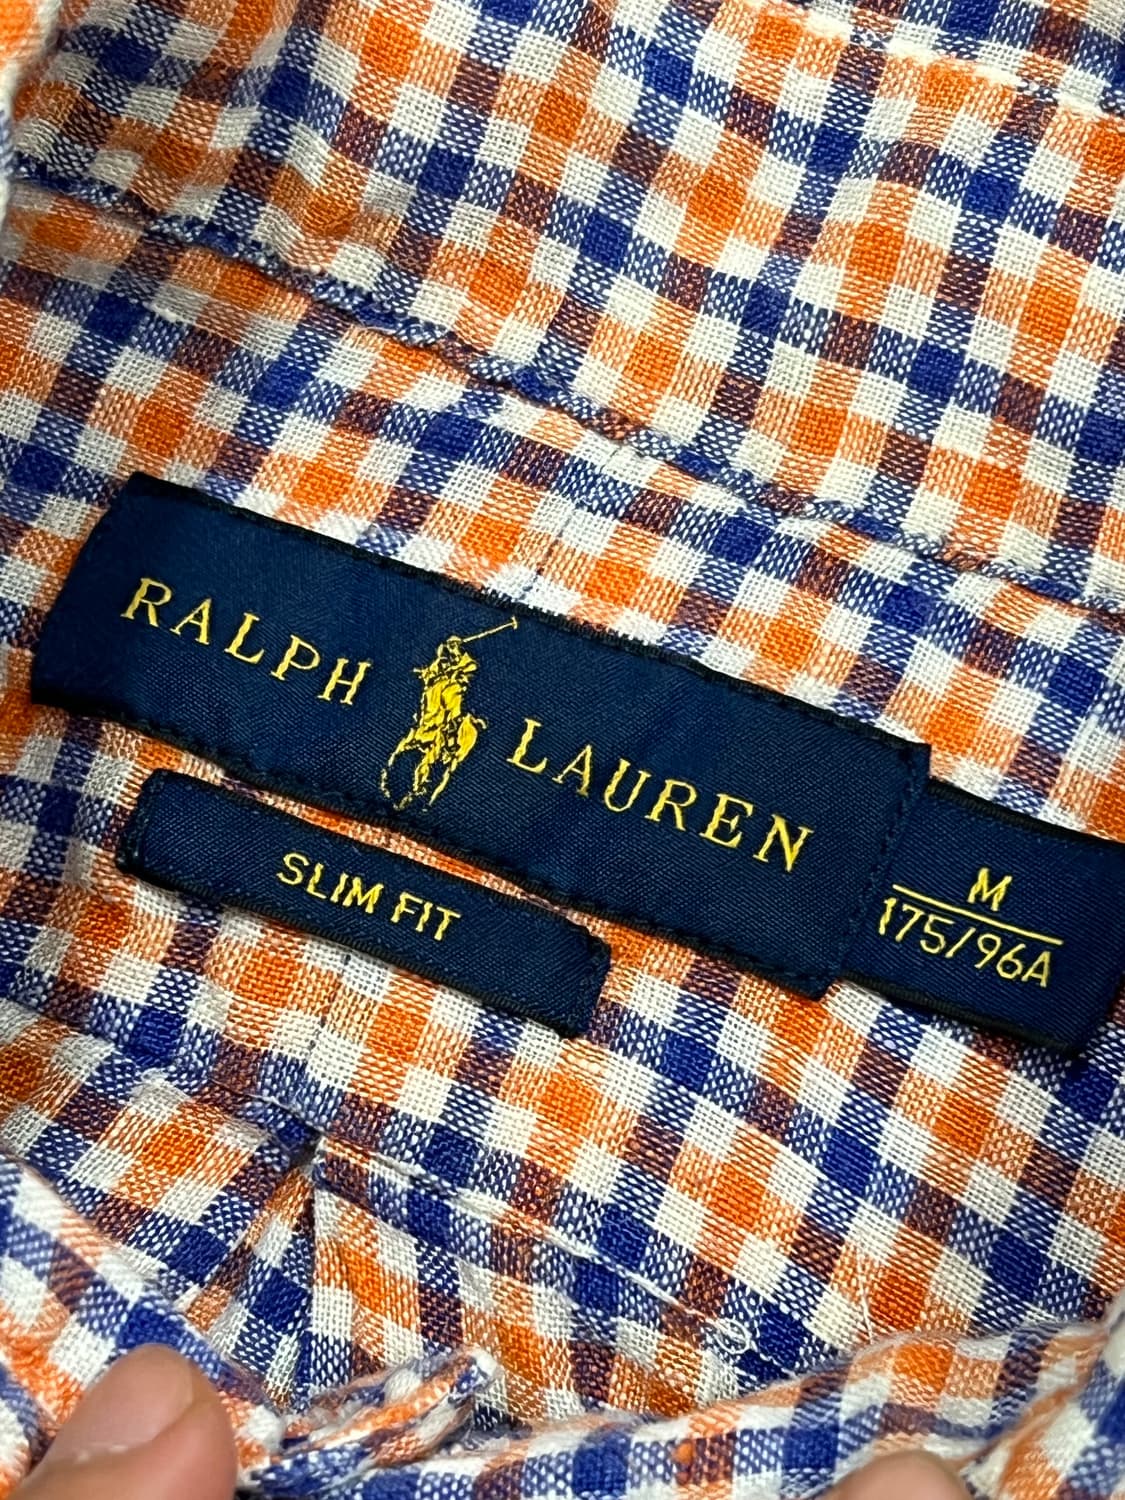 RALPH LAUREN
SLIM FIT
M
175/96A